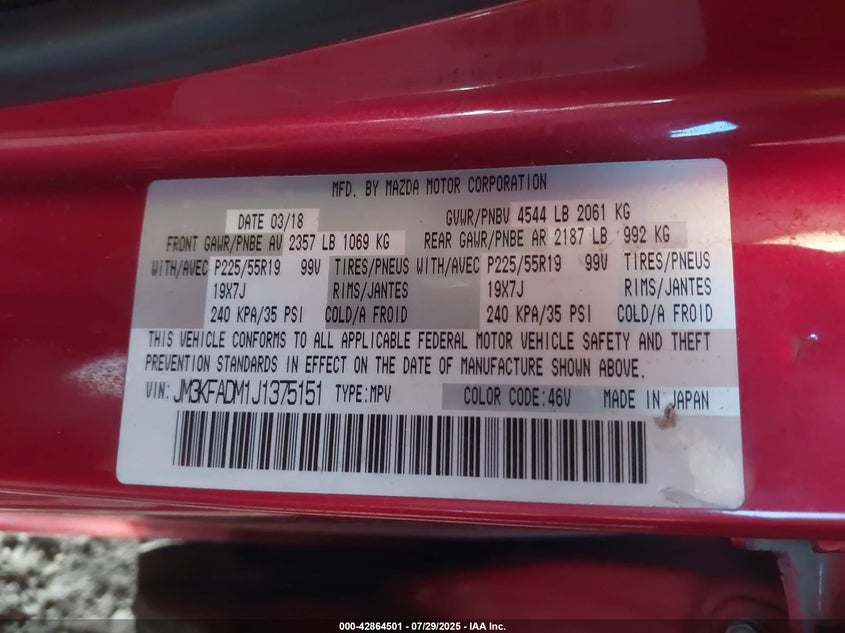 MFD. BY MAZDA MOTOR CORPORATION
DATE 03/18 GVWR/PNBV 4544 LB 2061 KG
FRONT GAWR/PNBE AV 2357 LB 1069 KG REAR GAWR/PNBE AR 2187 LB 992 KG
WITH/AVEC P225/55R19 99V TIRES/PNEUS WITH/AVEC P225/55R19 99V TIRES/PNEUS
19X7J RIMS/JANTES 19X7J RIMS/JANTES
240 KPA/35 PSI COLD/A FROID 240 KPA/35 PSI COLD/A FROID
THIS VEHICLE CONFORMS TO ALL APPLICABLE FEDERAL MOTOR VEHICLE SAFETY AND THEFT
PREVENTION STANDARDS IN EFFECT ON THE DATE OF MANUFACTURE SHOWN ABOVE.
VIN: JM3KFADM1J1375151 TYPE:MPV COLOR CODE:46V MADE IN JAPAN
000-42864501 | 07/29/2025 - IAA Inc.